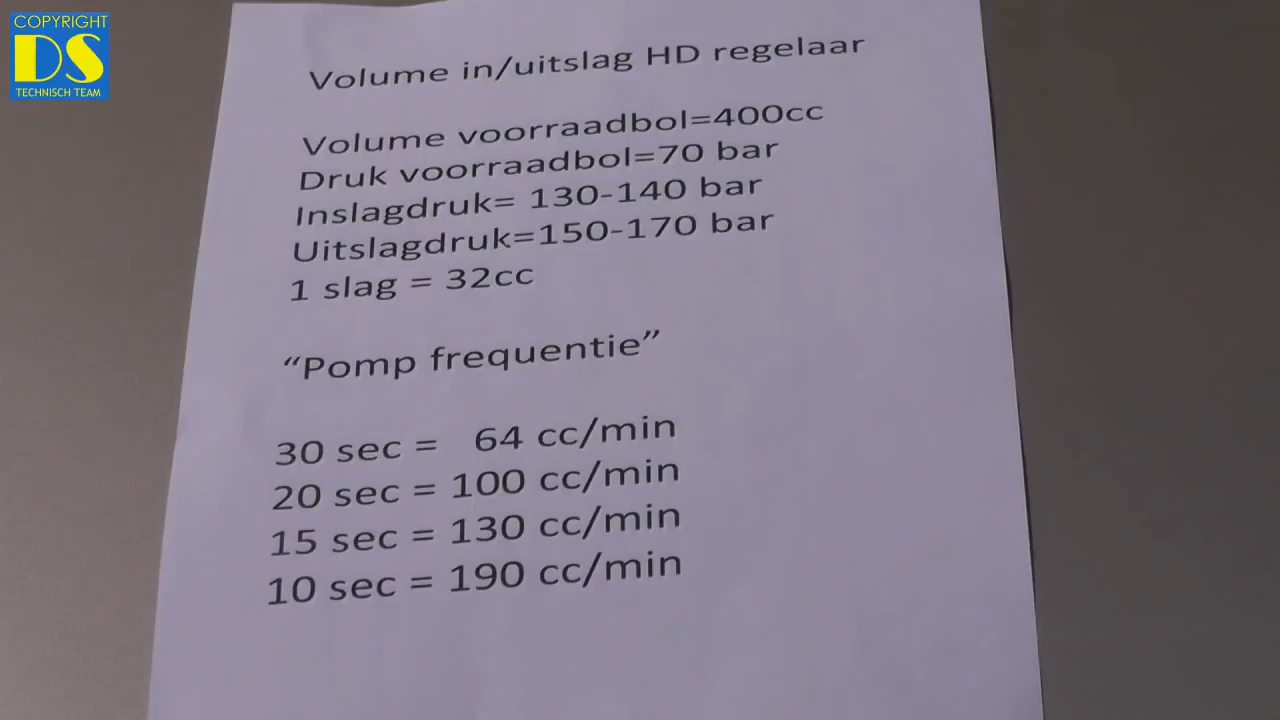 COPYRIGHT
DS
TECHNISCH TEAM
Volume in/uitslag HD regelaar
Volume voorraadbol=400cc
Druk voorraadbol=70 bar
Inslagdruk= 130-140 bar
Uitslagdruk=150-170 bar
1 slag = 32cc
“Pomp frequentie”
30 sec = 64 cc/min
20 sec = 100 cc/min
15 sec = 130 cc/min
10 sec = 190 cc/min